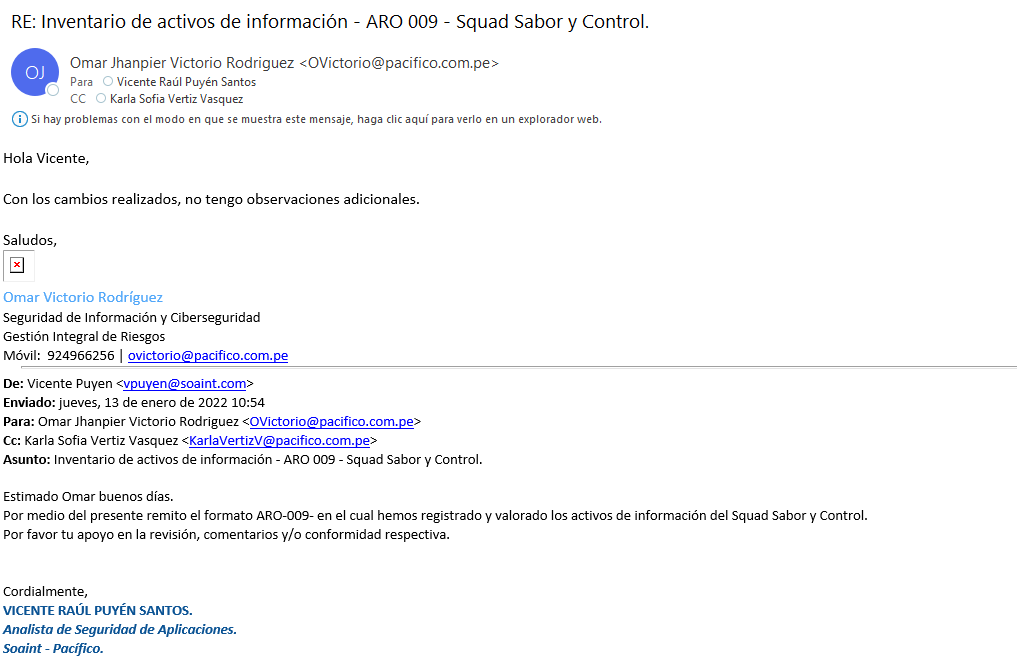 RE: Inventario de activos de información - ARO 009 - Squad Sabor y Control.
OJ
Omar Jhanpier Victorio Rodriguez <OVictorio@pacifico.com.pe>
Para Vicente Raúl Puyén Santos
CC Karla Sofia Vertiz Vasquez
Si hay problemas con el modo en que se muestra este mensaje, haga clic aquí para verlo en un explorador web.
Hola Vicente,
Con los cambios realizados, no tengo observaciones adicionales.
Saludos,
Omar Victorio Rodríguez
Seguridad de Información y Ciberseguridad
Gestión Integral de Riesgos
Móvil: 924966256 | ovictorio@pacifico.com.pe
De: Vicente Puyen <vpuyen@soaint.com>
Enviado: jueves, 13 de enero de 2022 10:54
Para: Omar Jhanpier Victorio Rodriguez <OVictorio@pacifico.com.pe>
Cc: Karla Sofia Vertiz Vasquez <KarlaVertizV@pacifico.com.pe>
Asunto: Inventario de activos de información - ARO 009 - Squad Sabor y Control.
Estimado Omar buenos días.
Por medio del presente remito el formato ARO-009- en el cual hemos registrado y valorado los activos de información del Squad Sabor y Control.
Por favor tu apoyo en la revisión, comentarios y/o conformidad respectiva.
Cordialmente,
VICENTE RAÚL PUYÉN SANTOS.
Analista de Seguridad de Aplicaciones.
Soaint - Pacífico.